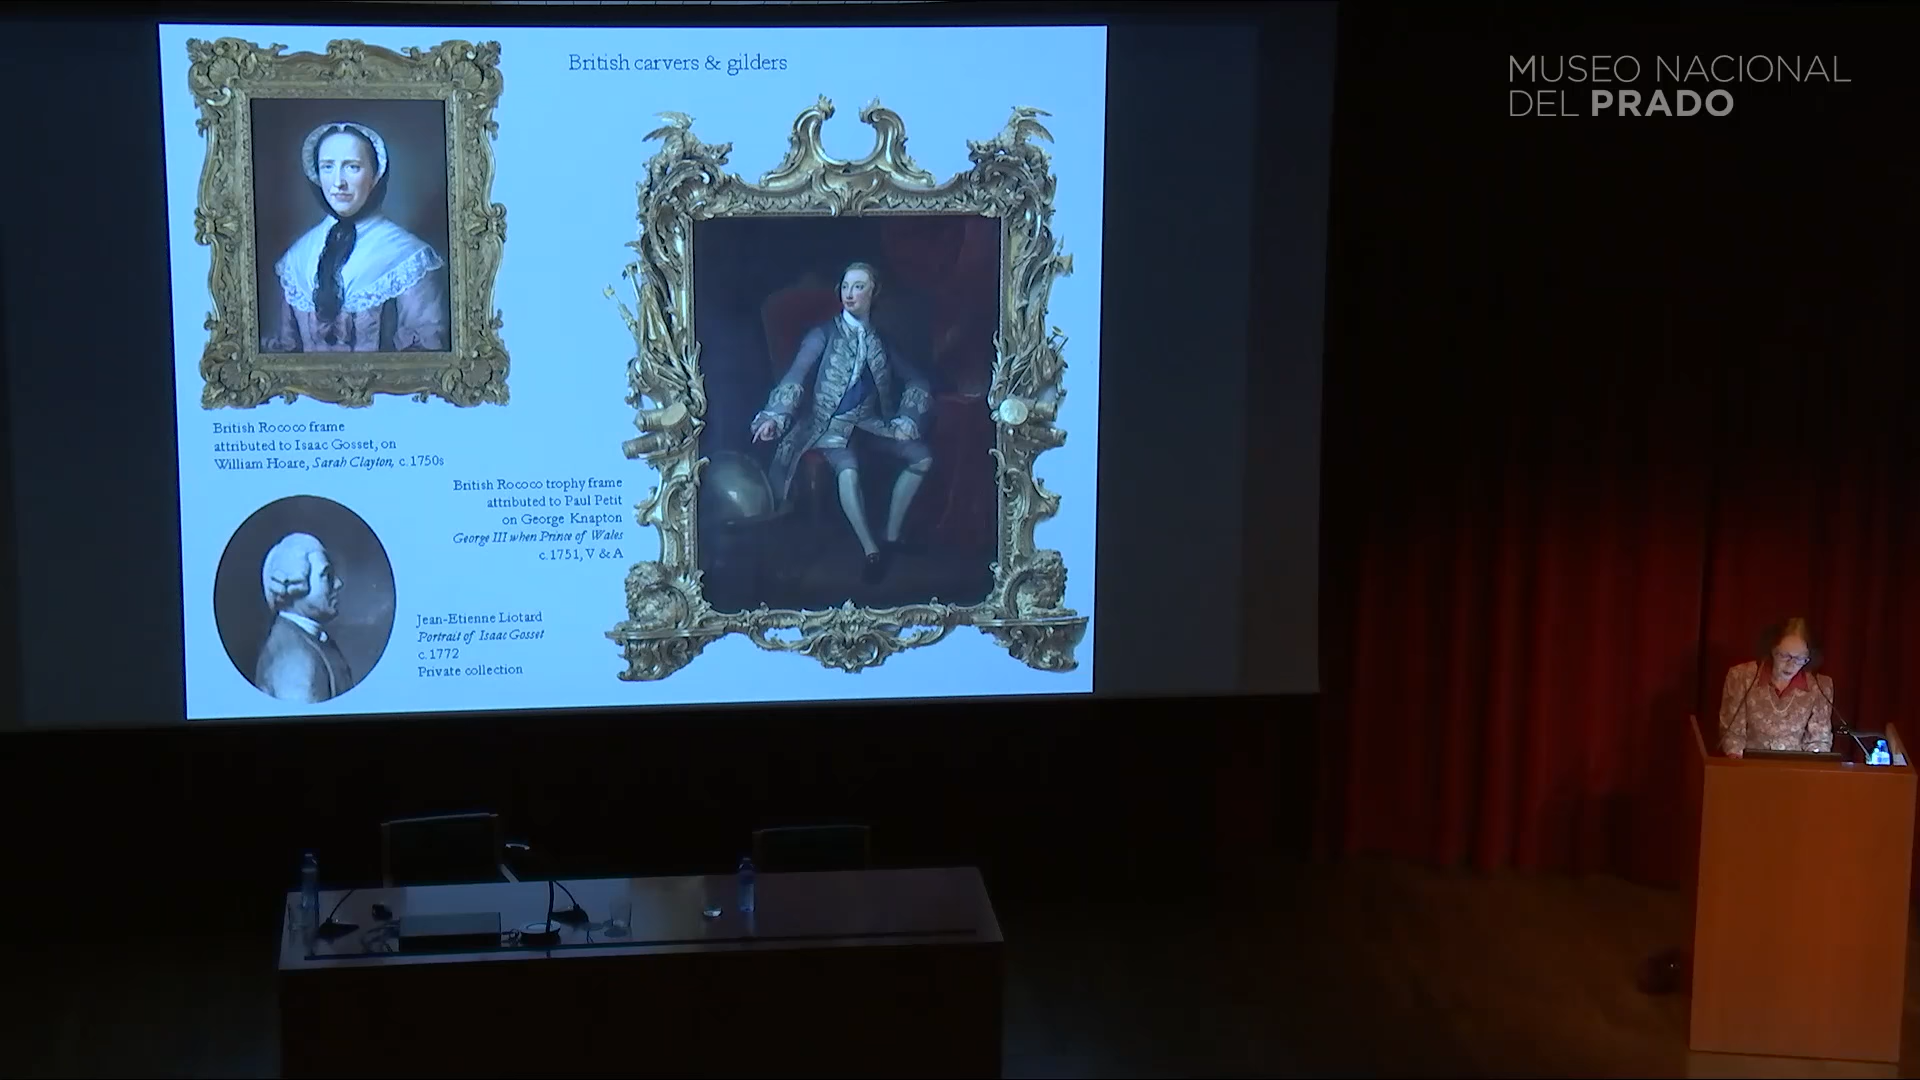 British carvers & gilders
MUSEO NACIONAL
DEL PRADO
British Rococo frame
attributed to Isaac Gosset, on
William Hoare, Sarah Clayton, c.1750s
British Rococo trophy frame
attributed to Paul Petit
on George Knapton
George III when Prince of Wales
c.1751, V & A
Jean-Etienne Liotard
Portrait of Isaac Gosset
c.1772
Private collection